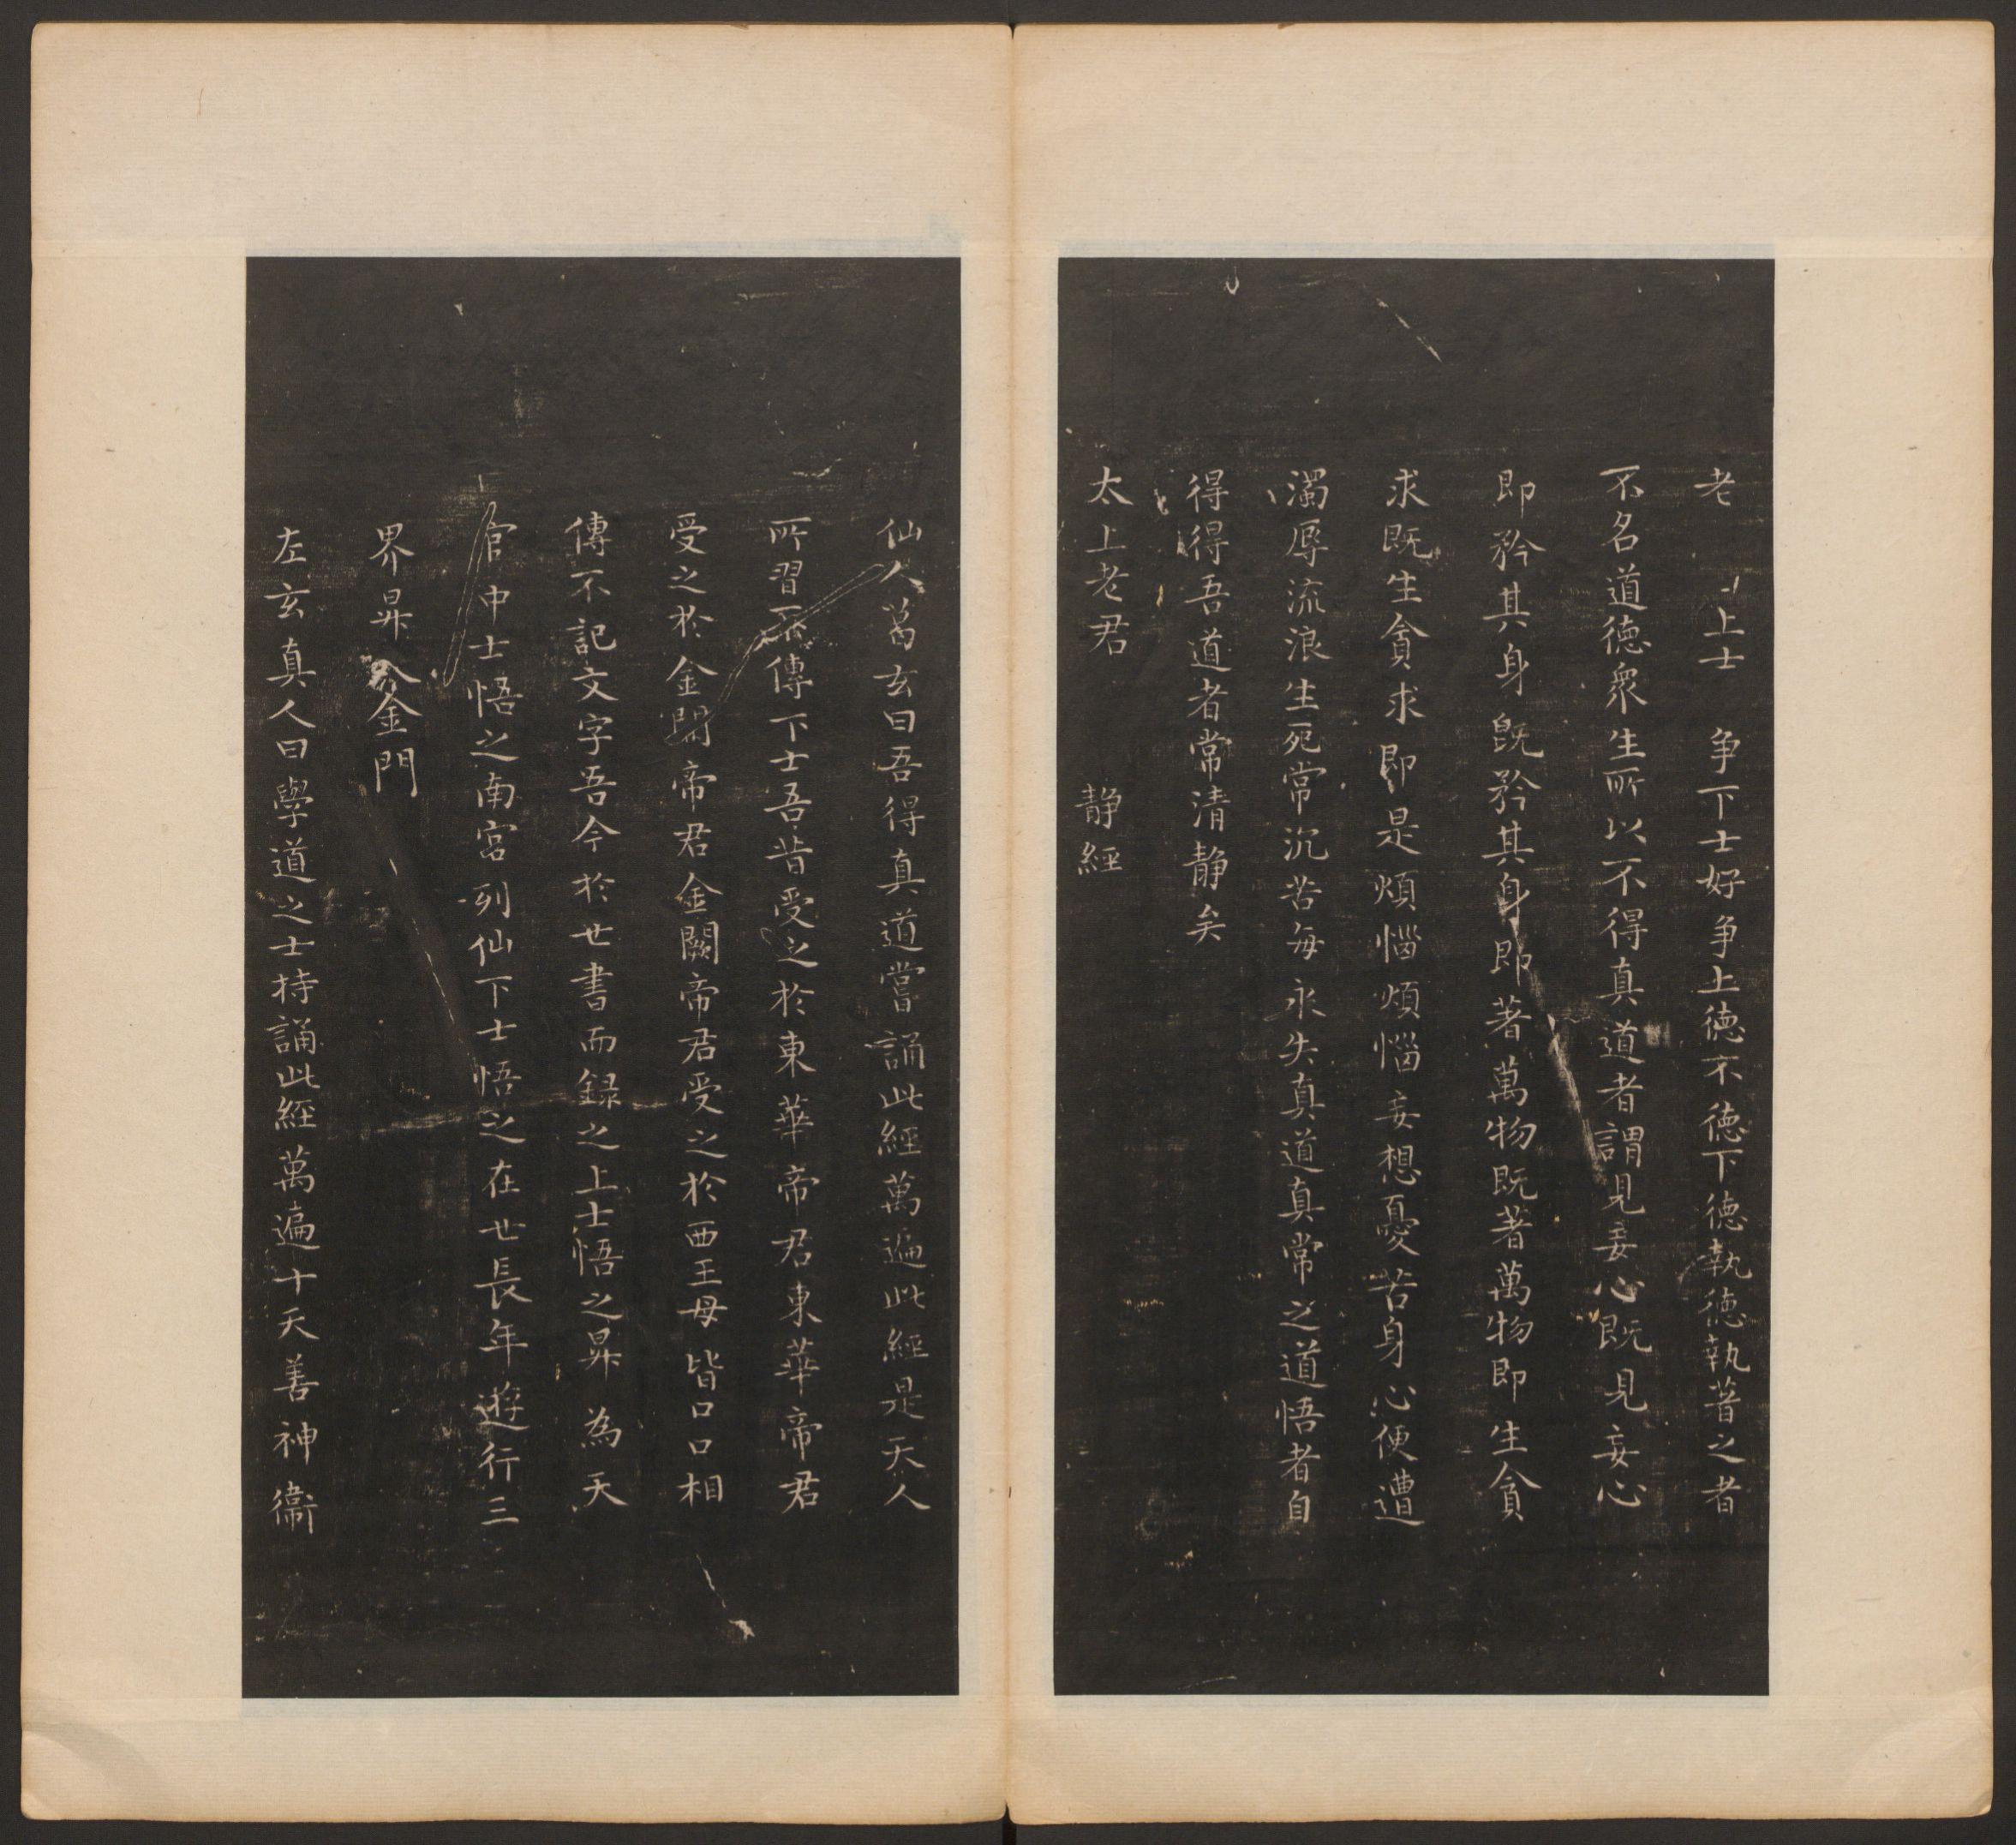 老 上士 争下士好争上德不德下德執德執著之者
不名道德衆生所以不得真道者謂見妄心既見妄心
即矜其身既矜其身即著萬物既著萬物即生貪
求既生貪求即是煩惱煩惱妄想憂苦身心便遭
濁辱流浪生死常沉苦每永失真道真常之道悟者自
得得吾道者常清静矣
太上老君 静經
仙人葛玄曰吾得真道嘗誦此經萬遍此經是天人
所習不傳下士吾昔受之於東華帝君東華帝君
受之於金闕帝君金闕帝君受之於西王母皆口口相
傳不記文字吾今於世書而録之上士悟之昇為天
官中士悟之南宫列仙下士悟之在世長年遊行三
界昇金門
左玄真人曰學道之士持誦此經萬遍十天善神衞